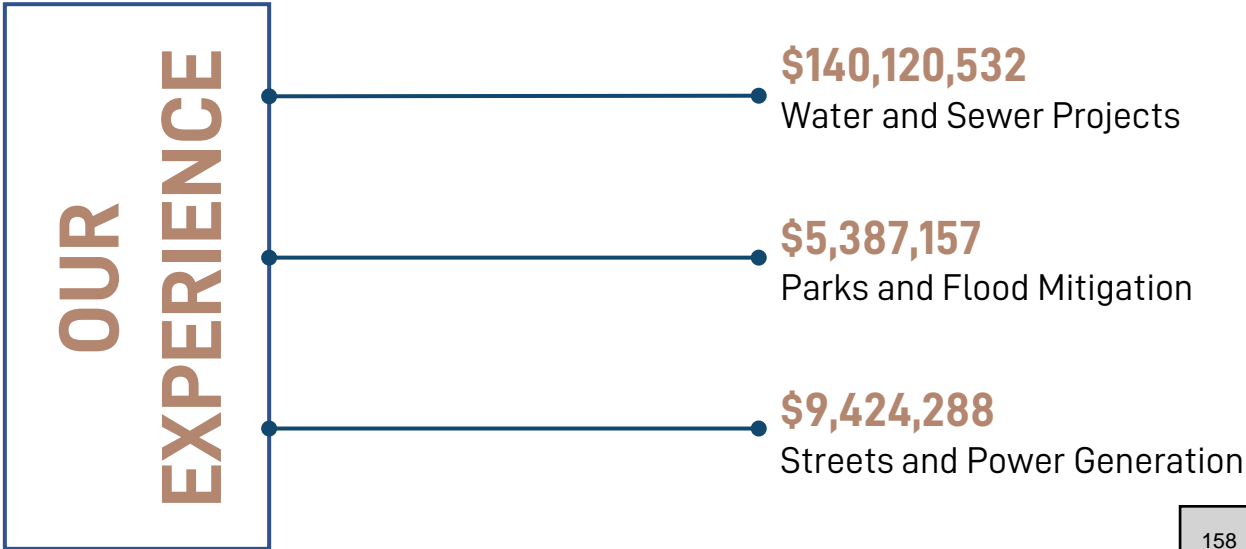 OUR
EXPERIENCE
$140,120,532
Water and Sewer Projects
$5,387,157
Parks and Flood Mitigation
$9,424,288
Streets and Power Generation
158